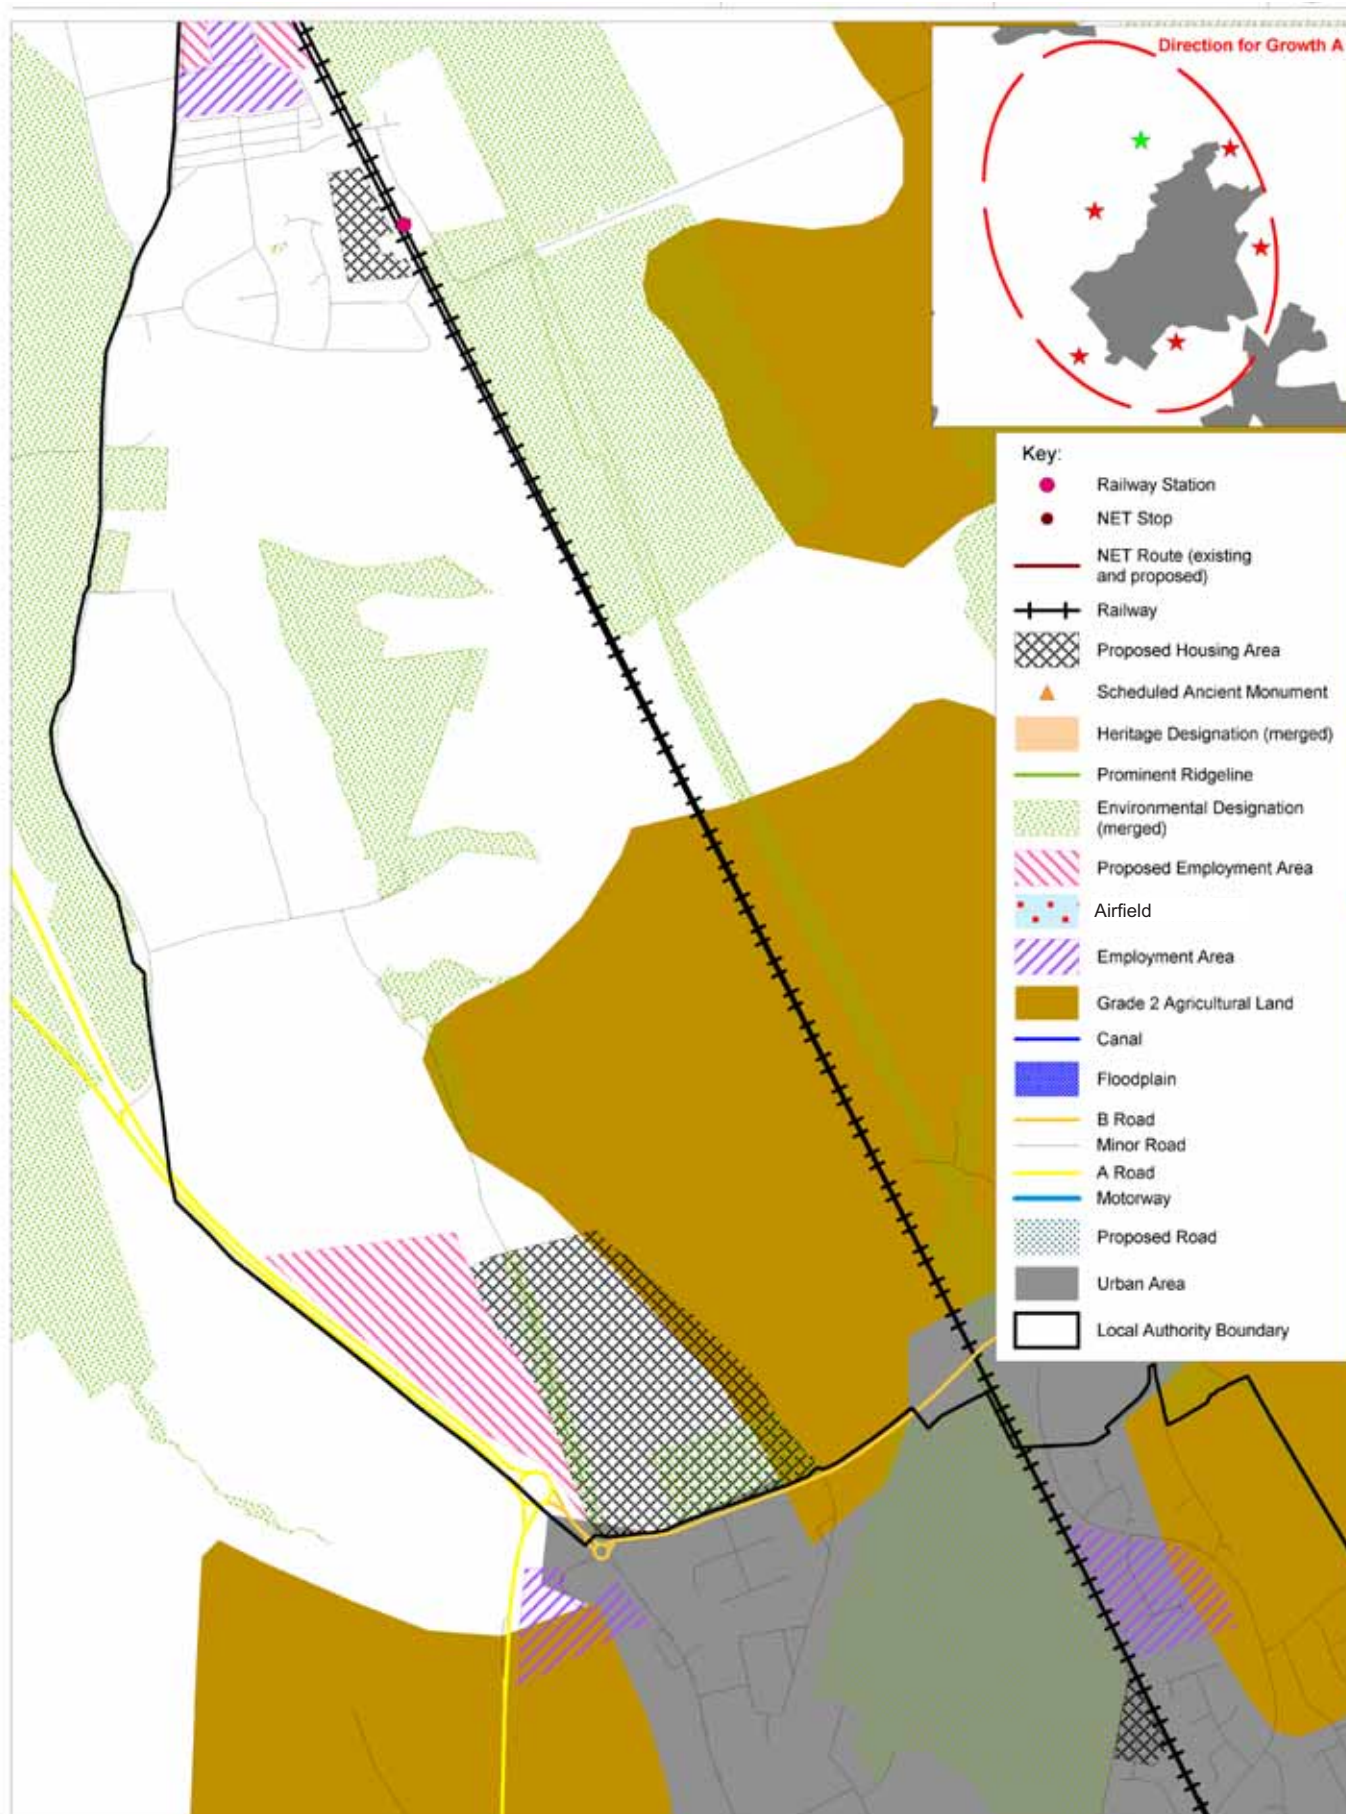 Direction for Growth A
Key:
Railway Station
NET Stop
NET Route (existing
and proposed)
Railway
Proposed Housing Area
Scheduled Ancient Monument
Heritage Designation (merged)
Prominent Ridgeline
Environmental Designation
(merged)
Proposed Employment Area
Airfield
Employment Area
Grade 2 Agricultural Land
Canal
Floodplain
B Road
Minor Road
A Road
Motorway
Proposed Road
Urban Area
Local Authority Boundary